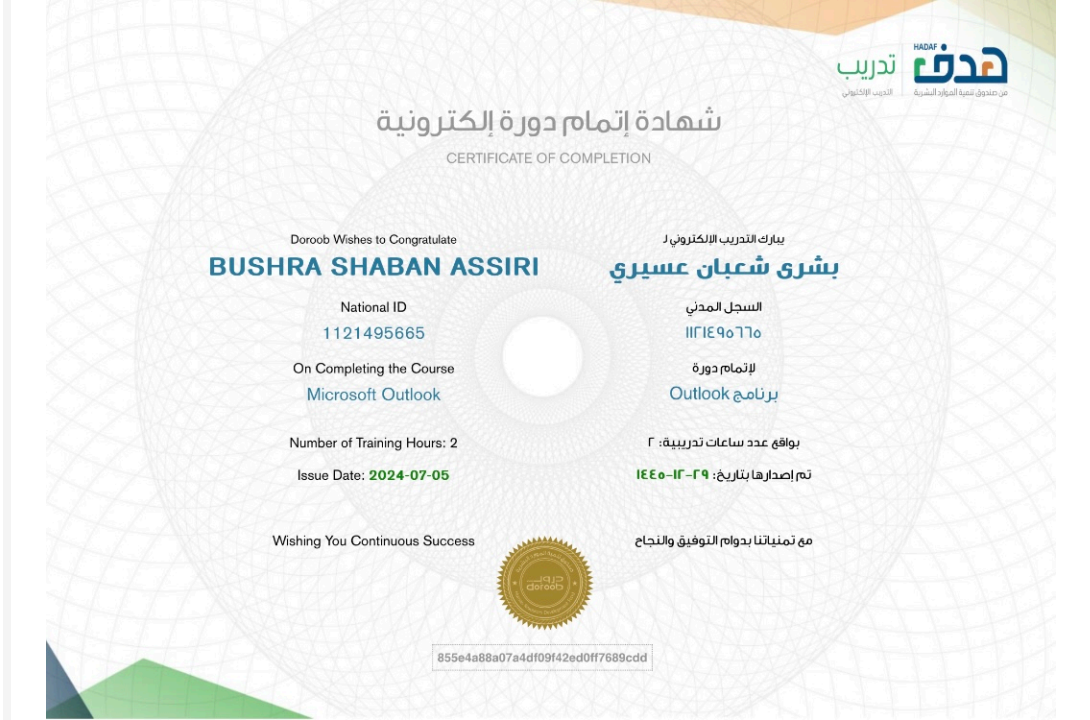 HADAF
هدف
تدريب
من صندوق تنمية الموارد البشرية
التدريب الإلكتروني
شهادة إتمام دورة إلكترونية
CERTIFICATE OF COMPLETION
يبارك التدريب الإلكتروني لـ
بشرى شعبان عسيري
السجل المدني
١١٢١٤٩٥٦٦٥
لإتمام دورة
برنامج Outlook
بواقع عدد ساعات تدريبية: ٢
تم إصدارها بتاريخ: ٢٩-١٢-١٤٤٥
مع تمنياتنا بدوام التوفيق والنجاح
Doroob Wishes to Congratulate
BUSHRA SHABAN ASSIRI
National ID
1121495665
On Completing the Course
Microsoft Outlook
Number of Training Hours: 2
Issue Date: 2024-07-05
Wishing You Continuous Success
دروب
doroob
855e4a88a07a4df09f42ed0ff7689cdd